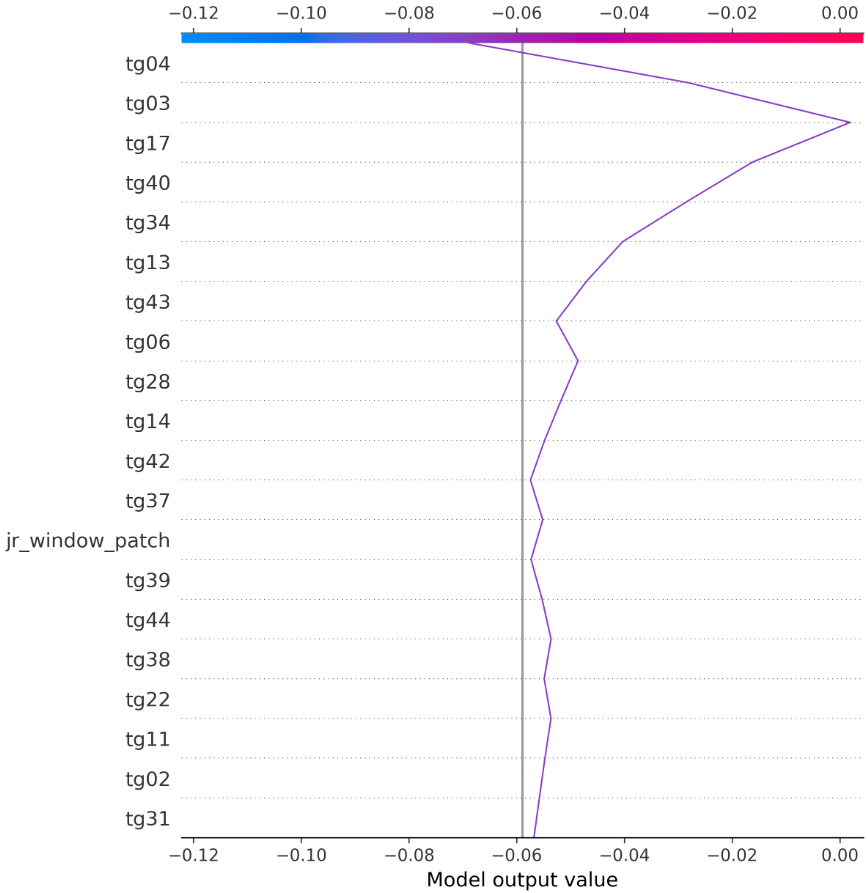 −0.12 −0.10 −0.08 −0.06 −0.04 −0.02 0.00
tg04
tg03
tg17
tg40
tg34
tg13
tg43
tg06
tg28
tg14
tg42
tg37
jr_window_patch
tg39
tg44
tg38
tg22
tg11
tg02
tg31
−0.12 −0.10 −0.08 −0.06 −0.04 −0.02 0.00
Model output value